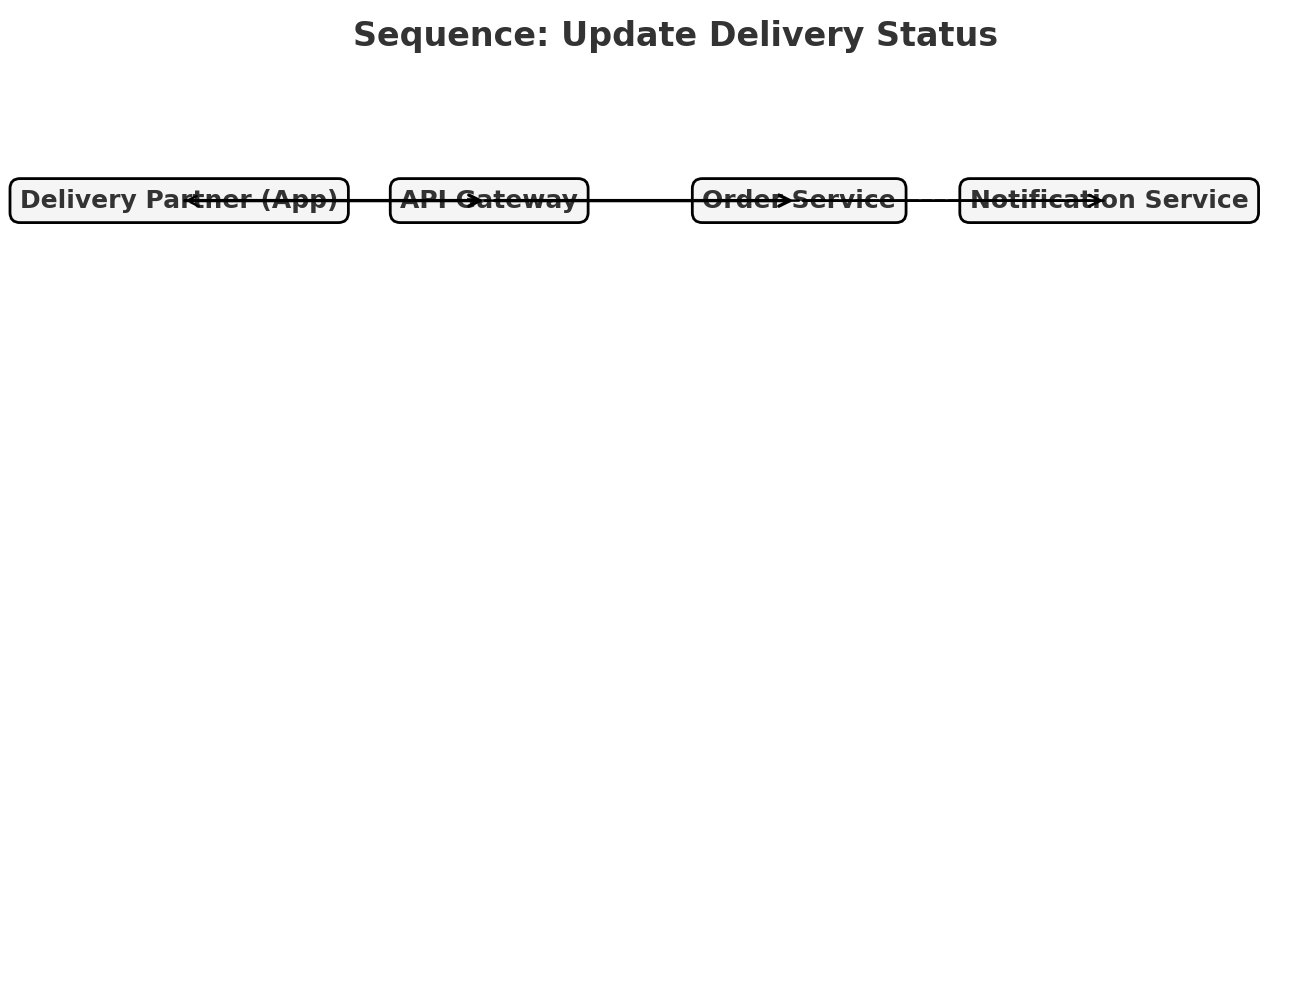 Sequence: Update Delivery Status
Delivery Partner (App)
API Gateway
Order Service
Notification Service